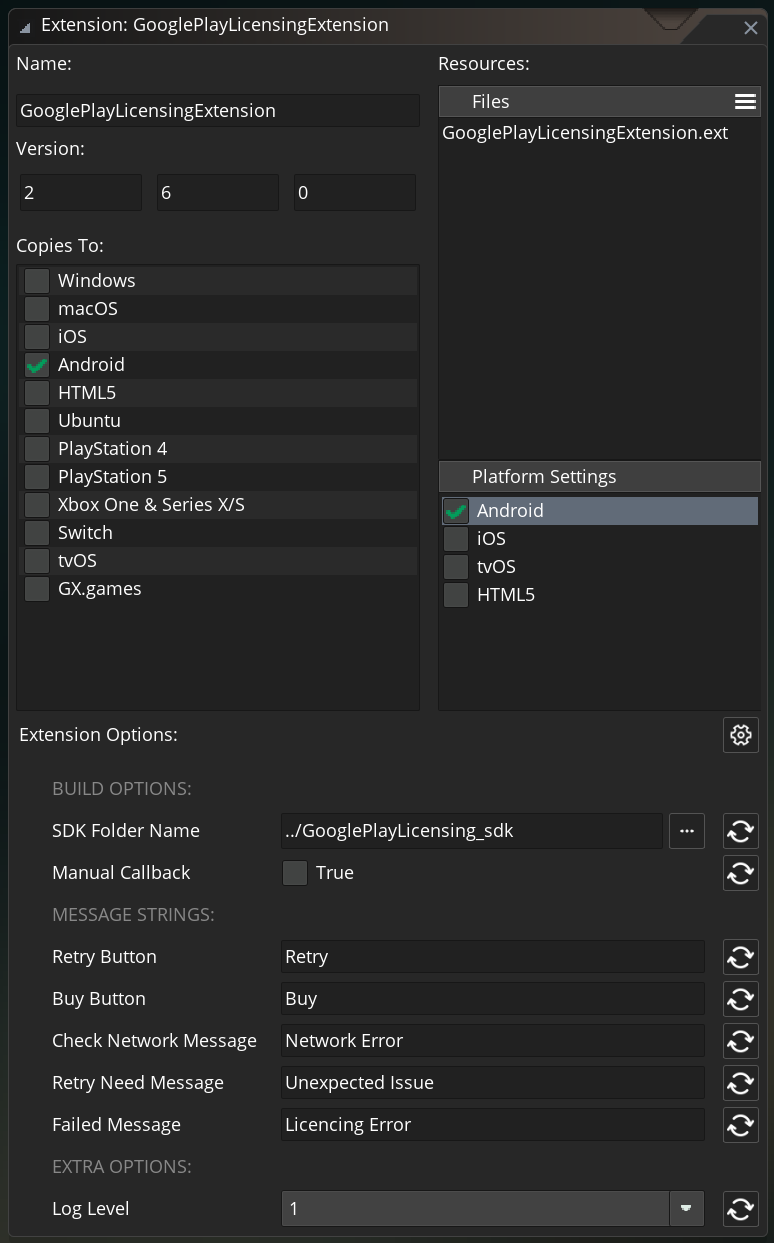 Extension: GooglePlayLicensingExtension
Name:
GooglePlayLicensingExtension
Version:
2 6 0
Copies To:
Windows
macOS
iOS
Android
HTML5
Ubuntu
PlayStation 4
PlayStation 5
Xbox One & Series X/S
Switch
tvOS
GX.games
Resources:
Files
GooglePlayLicensingExtension.ext
Platform Settings
Android
iOS
tvOS
HTML5
Extension Options:
BUILD OPTIONS:
SDK Folder Name ../GooglePlayLicensing_sdk ...
Manual Callback True
MESSAGE STRINGS:
Retry Button Retry
Buy Button Buy
Check Network Message Network Error
Retry Need Message Unexpected Issue
Failed Message Licencing Error
EXTRA OPTIONS:
Log Level 1